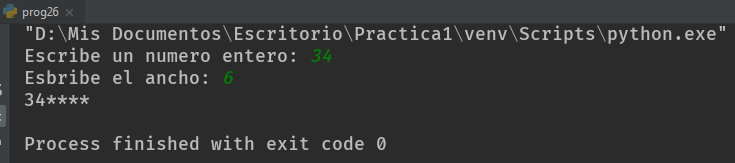 prog26 ×
"D:\Mis Documentos\Escritorio\Practica1\venv\Scripts\python.exe"
Escribe un numero entero: 34
Esbribe el ancho: 6
34****
Process finished with exit code 0